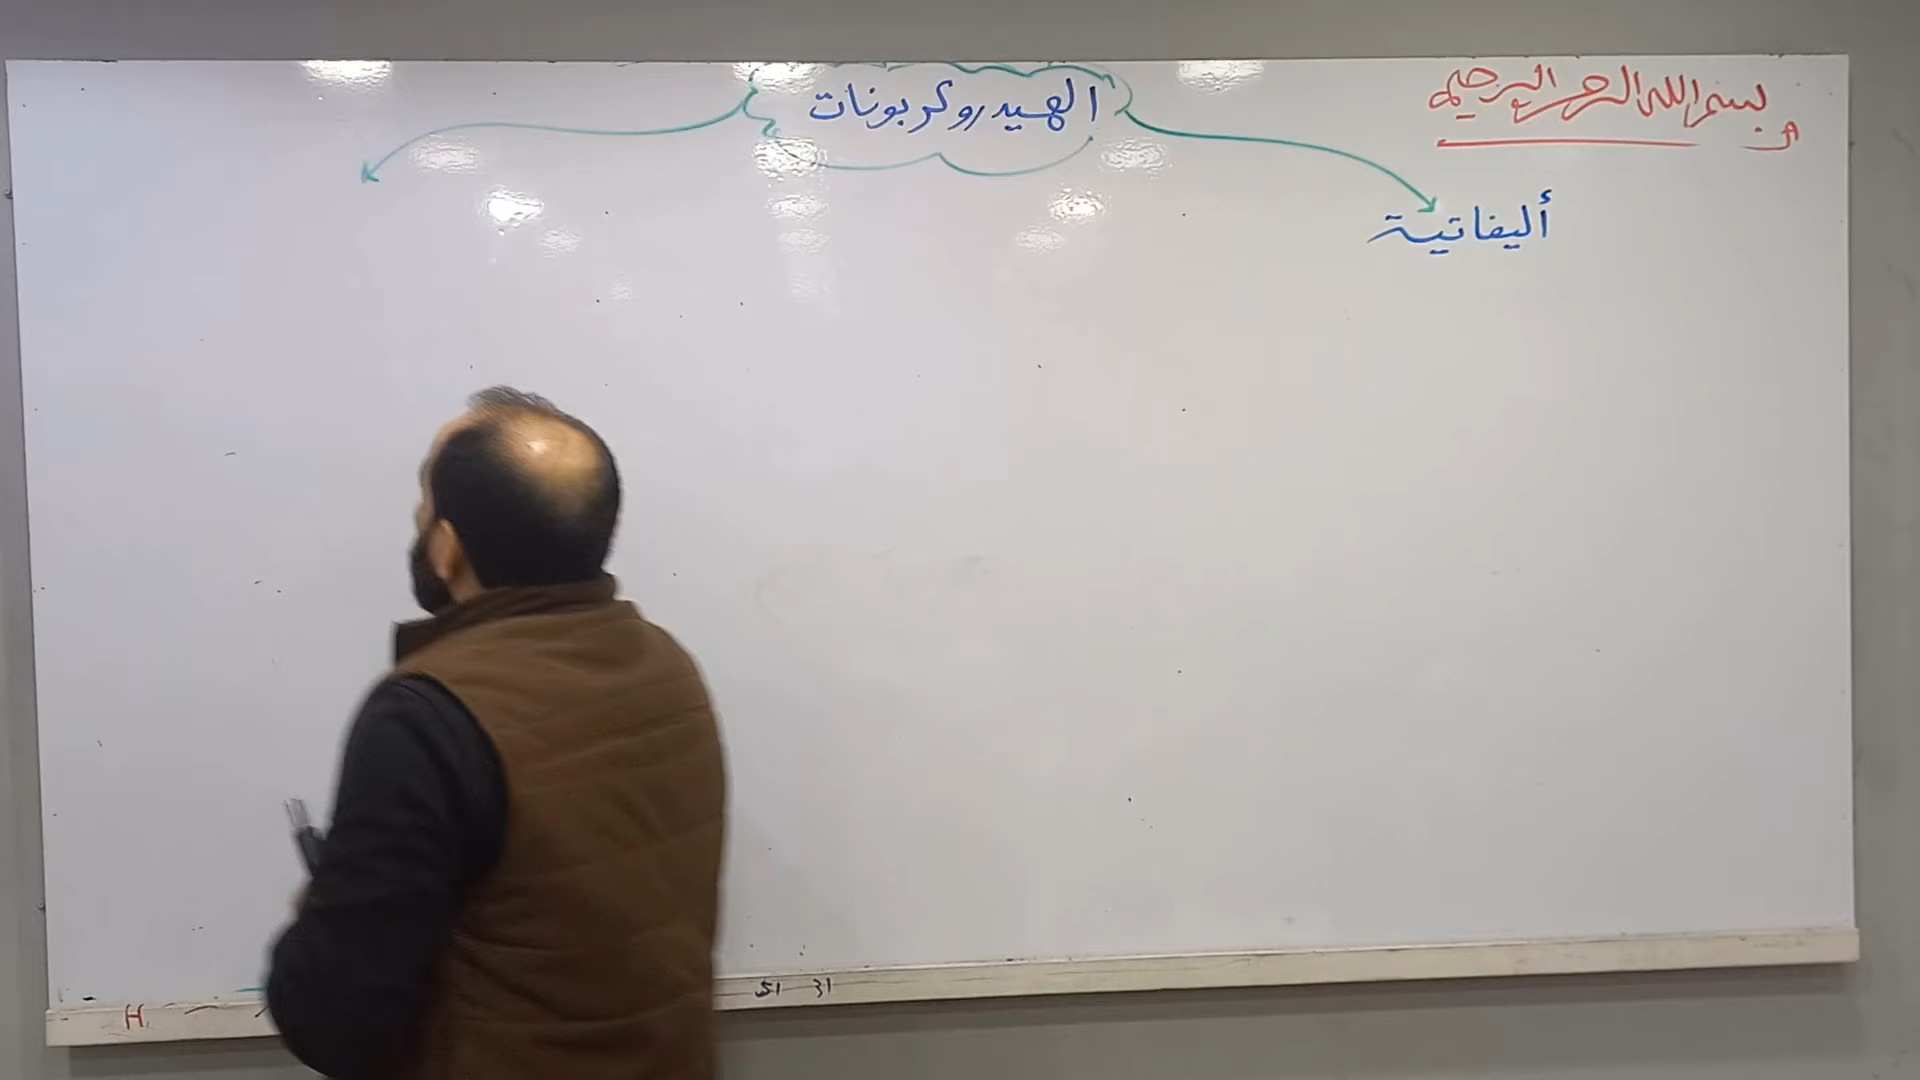 بسم الله الرحمن الرحيم
الهيدروكربونات
أليفاتية
H